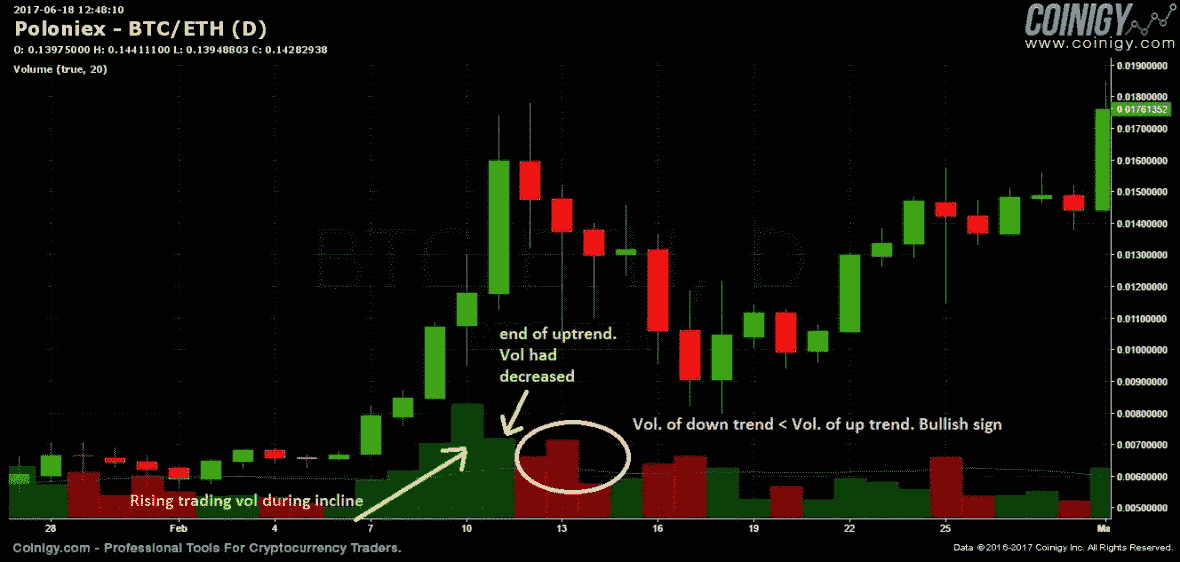 2017-06-18 12:48:10
Poloniex - BTC/ETH (D)
O: 0.13975000 H: 0.14411100 L: 0.13948803 C: 0.14282938
Volume (true, 20)
COINIGY
www.coinigy.com
0.01900000
0.01800000
0.01761352
0.01700000
0.01600000
0.01500000
0.01400000
0.01300000
0.01200000
0.01100000
0.01000000
0.00900000
0.00800000
0.00700000
0.00600000
0.00500000
end of uptrend.
Vol had
decreased
Vol. of down trend < Vol. of up trend. Bullish sign
Rising trading vol during incline
28 Feb 4 7 10 13 16 19 22 25 Ma
Coinigy.com - Professional Tools For Cryptocurrency Traders.
Data ©2016-2017 Coinigy Inc. All Rights Reserved.